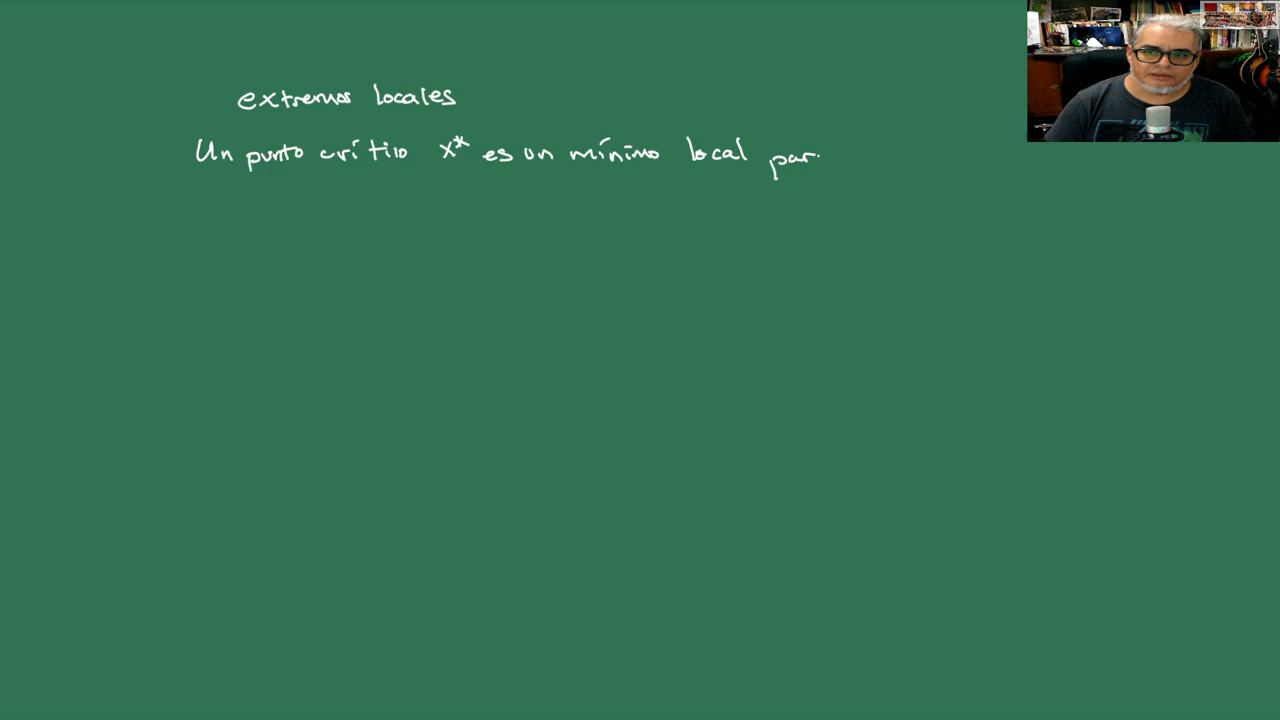 extremos locales
Un punto crítico x* es un mínimo local par